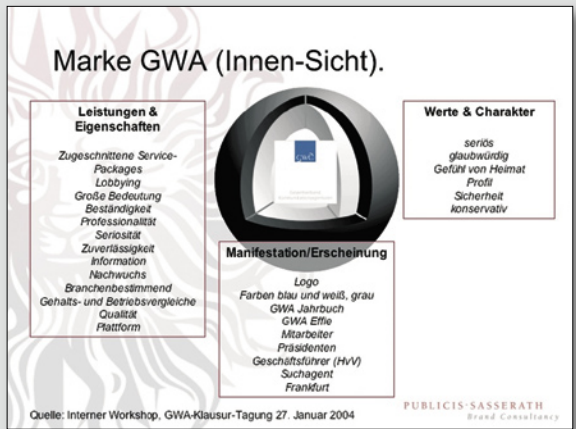 Marke GWA (Innen-Sicht).
Leistungen &
Eigenschaften
Zugeschnittene Service-
Packages
Lobbying
Große Bedeutung
Beständigkeit
Professionalität
Seriosität
Zuverlässigkeit
Information
Nachwuchs
Branchenbestimmend
Gehalts- und Betriebsvergleiche
Qualität
Plattform
gwa
Manifestation/Erscheinung
Logo
Farben blau und weiß, grau
GWA Jahrbuch
GWA Effie
Mitarbeiter
Präsidenten
Geschäftsführer (HvV)
Suchagent
Frankfurt
Werte & Charakter
seriös
glaubwürdig
Gefühl von Heimat
Profil
Sicherheit
konservativ
Quelle: Interner Workshop, GWA-Klausur-Tagung 27. Januar 2004
PUBLICIS·SASSERATH
Brand Consultancy